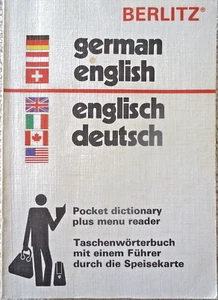 BERLITZ®
german
english
englisch
deutsch
Pocket dictionary
plus menu reader
Taschenwörterbuch
mit einem Führer
durch die Speisekarte